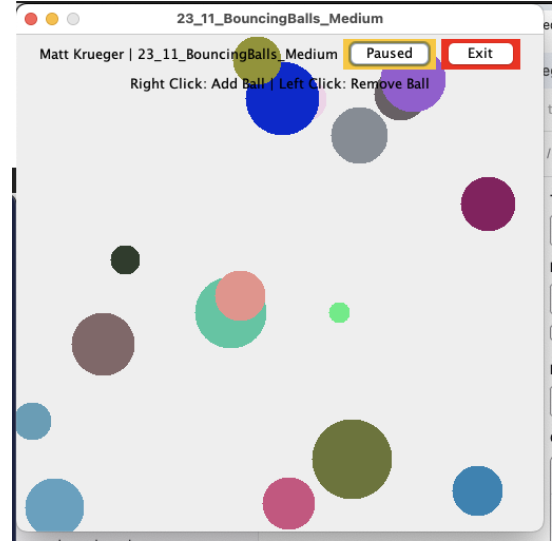 23_11_BouncingBalls_Medium
Matt Krueger | 23_11_BouncingBalls_Medium Paused Exit
Right Click: Add Ball | Left Click: Remove Ball